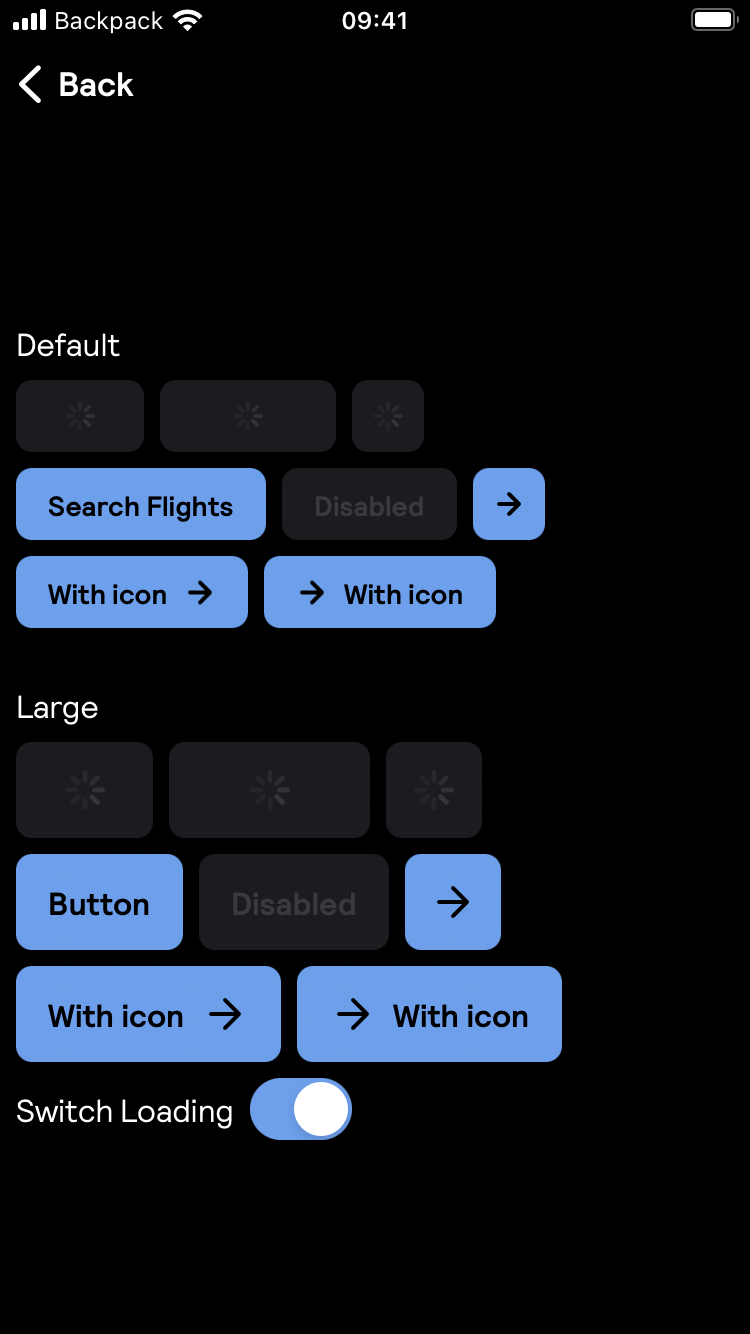 Backpack 09:41
Back
Default
Search Flights Disabled
With icon With icon
Large
Button Disabled
With icon With icon
Switch Loading